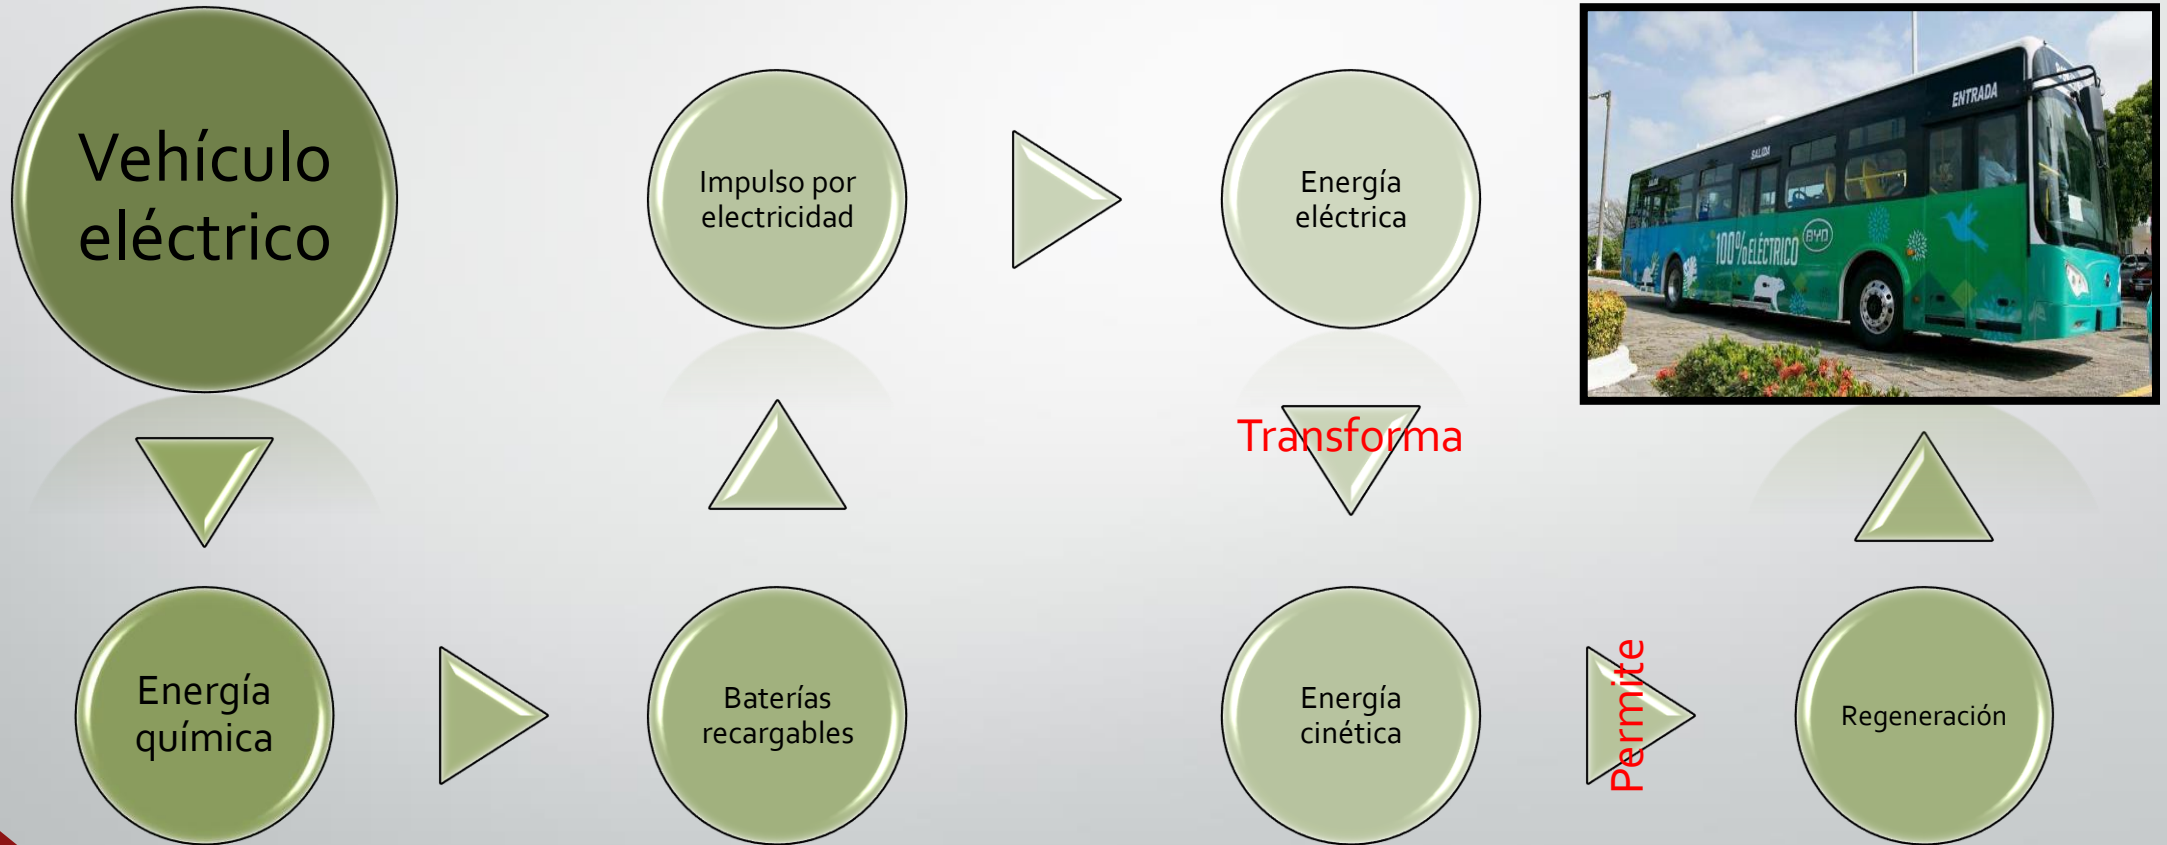 Vehículo
eléctrico
Energía
química
Baterías
recargables
Impulso por
electricidad
Energía
eléctrica
Transforma
Energía
cinética
Permite
Regeneración
ENTRADA
SALIDA
100% ELÉCTRICO
BYD